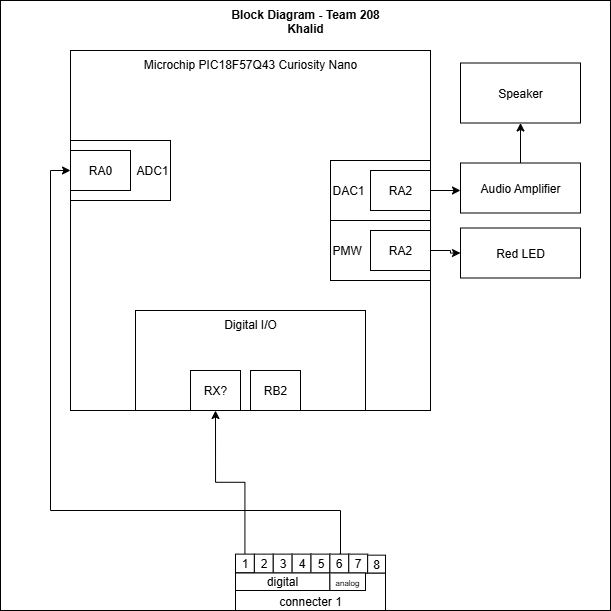 Block Diagram - Team 208
Khalid
Microchip PIC18F57Q43 Curiosity Nano
Speaker
RA0
ADC1
DAC1
RA2
Audio Amplifier
PMW
RA2
Red LED
Digital I/O
RX?
RB2
1 2 3 4 5 6 7 8
digital
analog
connecter 1